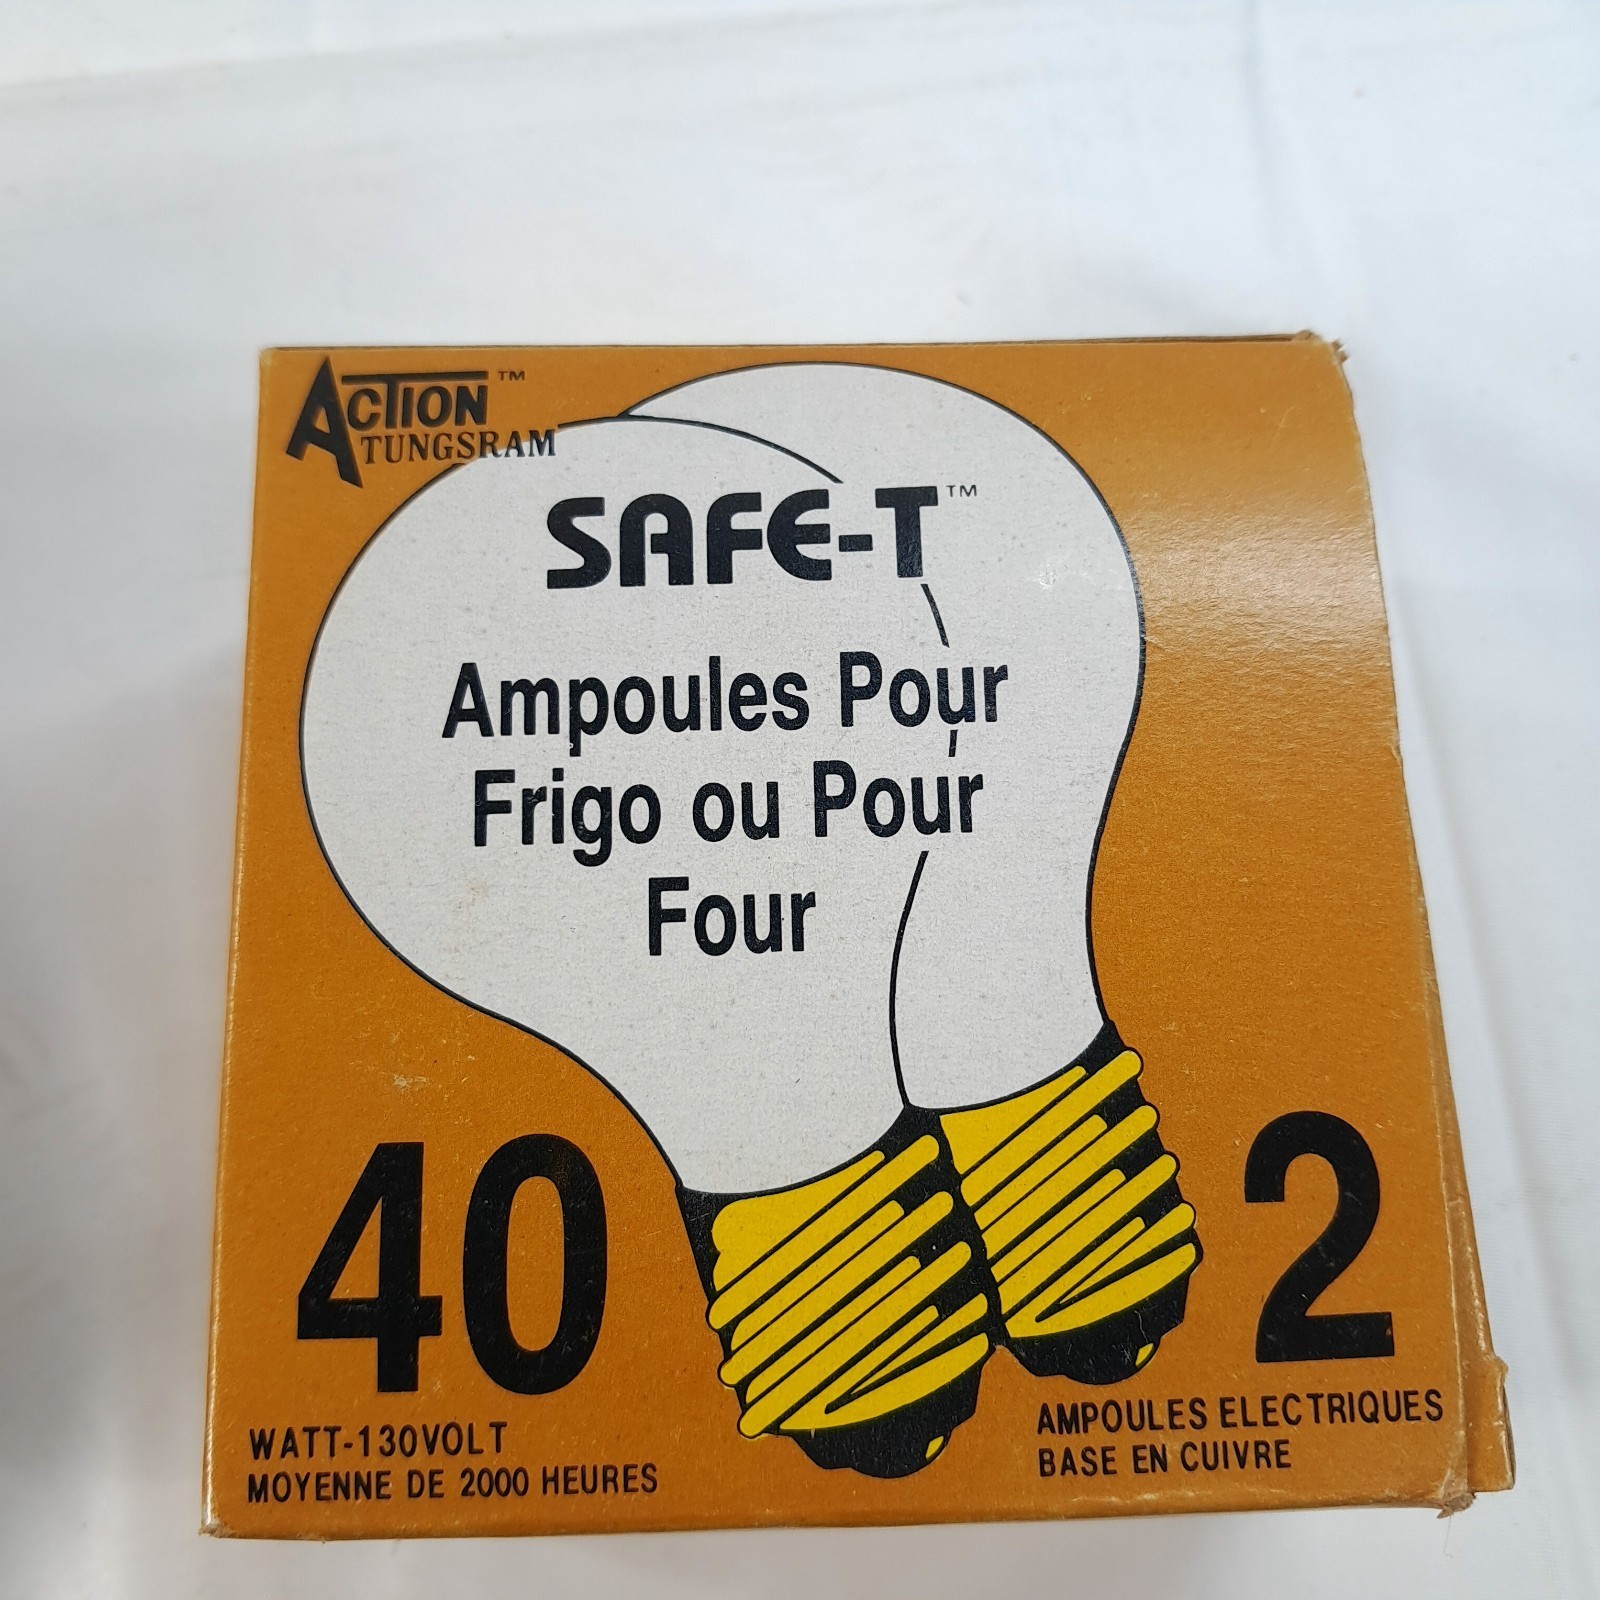 ACTION™
TUNGSRAM
SAFE-T™
Ampoules Pour
Frigo ou Pour
Four
40
WATT-130VOLT
MOYENNE DE 2000 HEURES
2
AMPOULES ELECTRIQUES
BASE EN CUIVRE